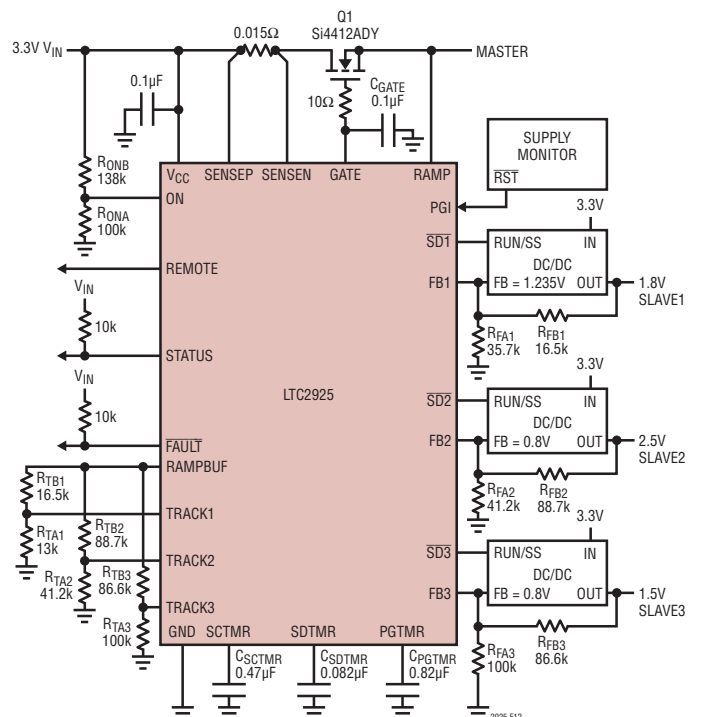 Q1
Si4412ADY
0.015Ω
3.3V VIN
MASTER
0.1µF
10Ω
CGATE
0.1µF
RONB
138k
RONA
100k
SUPPLY
MONITOR
RST
VCC SENSEP SENSEN GATE RAMP
ON
PGI
3.3V
REMOTE
SD1
RUN/SS IN
DC/DC
FB1
FB = 1.235V OUT
1.8V
SLAVE1
VIN
10k
RFA1
35.7k
RFB1
16.5k
STATUS
VIN
LTC2925
3.3V
10k
SD2
RUN/SS IN
DC/DC
FAULT
FB2
FB = 0.8V OUT
2.5V
SLAVE2
RAMPBUF
RTB1
16.5k
RFA2
41.2k
RFB2
88.7k
TRACK1
RTA1
13k
RTB2
88.7k
3.3V
TRACK2
SD3
RUN/SS IN
DC/DC
RTA2
41.2k
RTB3
86.6k
FB3
FB = 0.8V OUT
1.5V
SLAVE3
TRACK3
RTA3
100k
GND SCTMR SDTMR PGTMR
RFA3
100k
RFB3
86.6k
CSCTMR
0.47µF
CSDTMR
0.082µF
CPGTMR
0.82µF
2925 F12